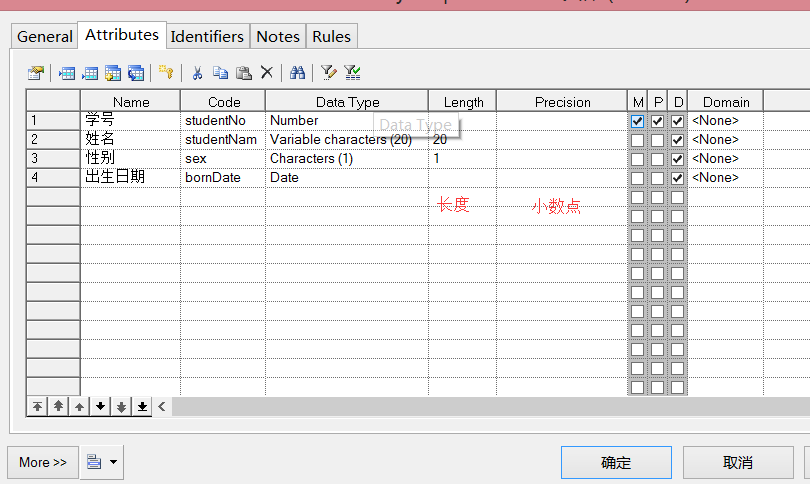 General Attributes Identifiers Notes Rules
Name Code Data Type Length Precision M P D Domain
1 学号 studentNo Number <None>
Data Type
2 姓名 studentNam Variable characters (20) 20 <None>
3 性别 sex Characters (1) 1 <None>
4 出生日期 bornDate Date <None>
长度 小数点
More >> 确定 取消